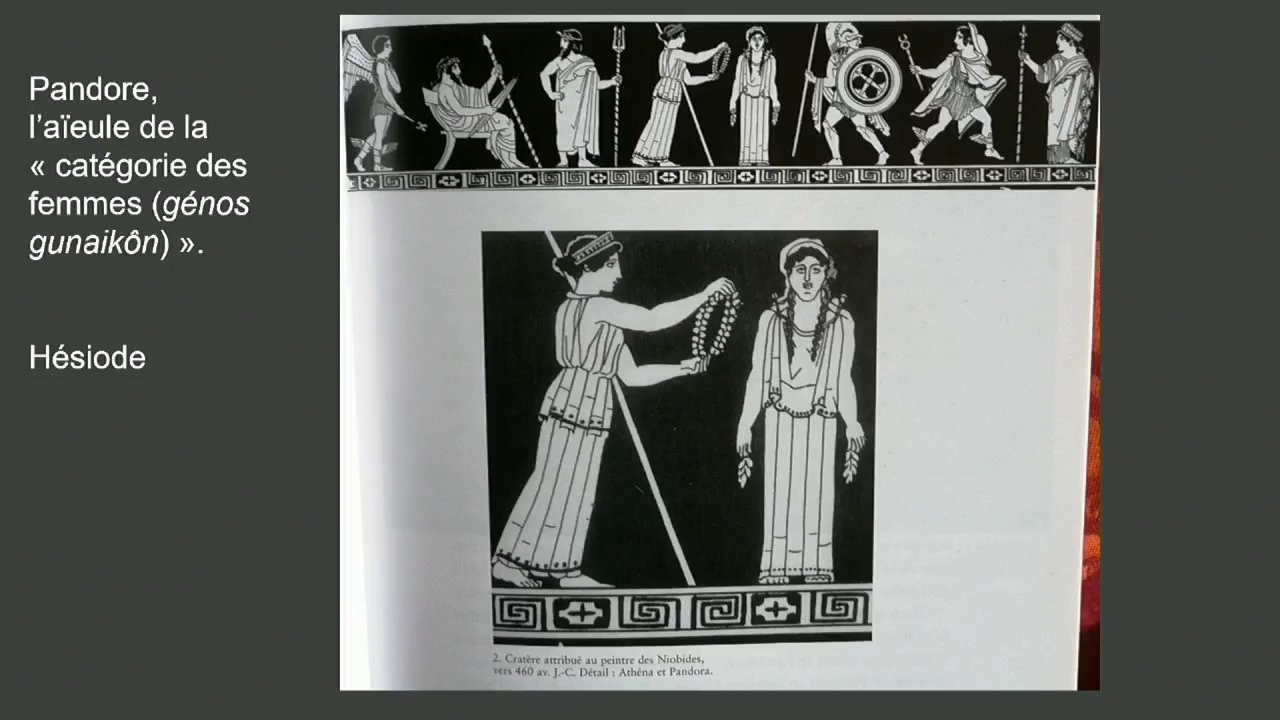 Pandore,
l’aïeule de la
« catégorie des
femmes (génos
gunaikôn) ».
Hésiode
2. Cratère attribué au peintre des Niobides,
vers 460 av. J.-C. Détail : Athéna et Pandora.